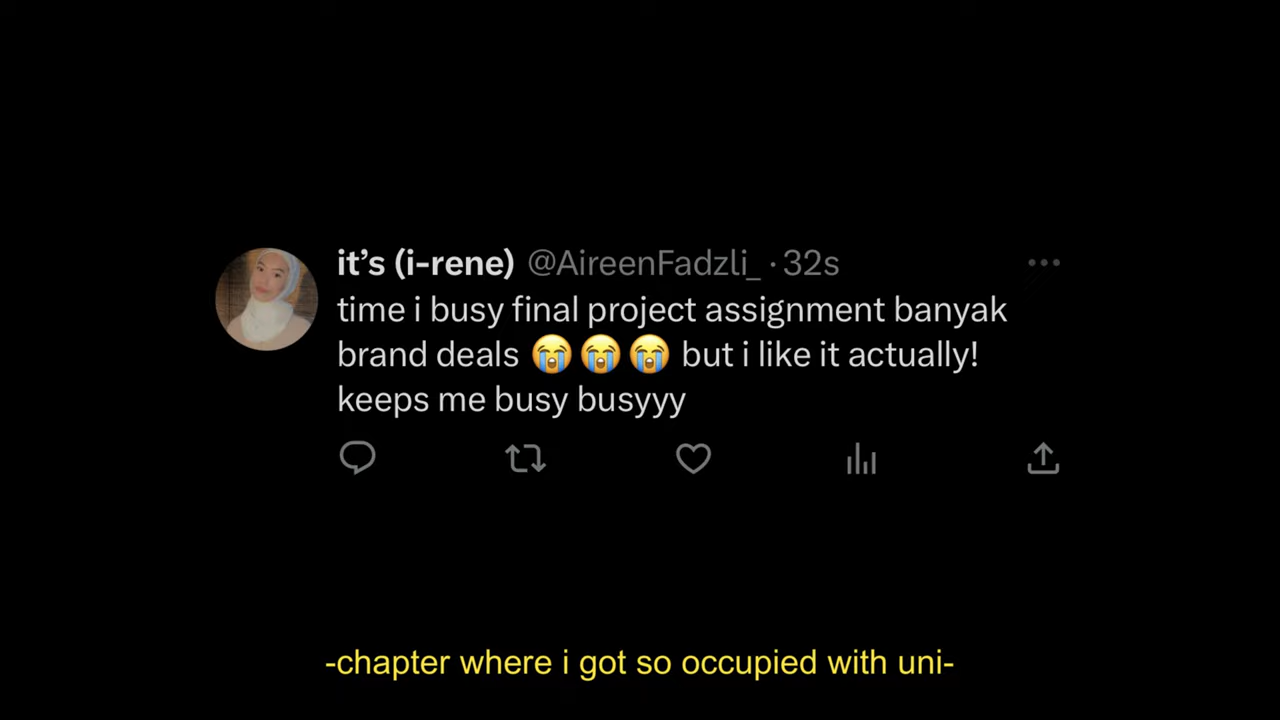 it’s (i-rene) @AireenFadzli_ · 32s
time i busy final project assignment banyak
brand deals 😭😭😭 but i like it actually!
keeps me busy busyyy
-chapter where i got so occupied with uni-